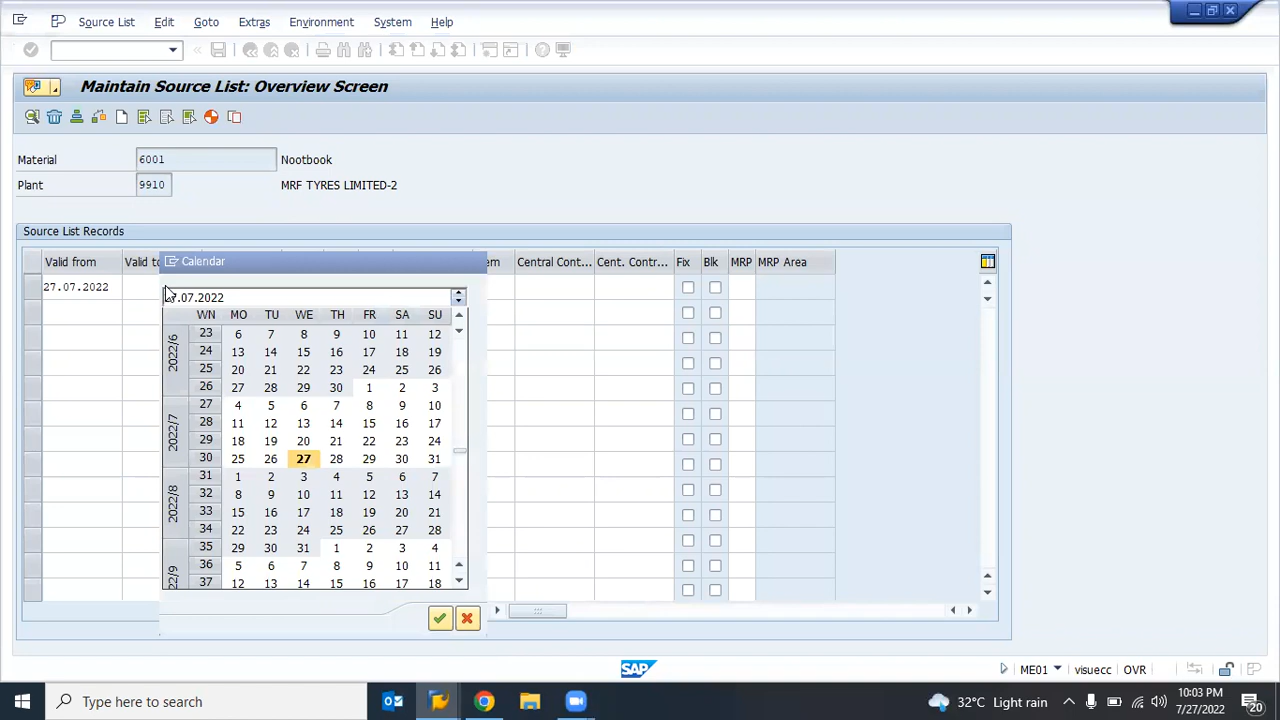 Source List Edit Goto Extras Environment System Help
Maintain Source List: Overview Screen
Material 6001 Nootbook
Plant 9910 MRF TYRES LIMITED-2
Source List Records
Valid from Valid to em Central Cont... Cent. Contr... Fix Blk MRP MRP Area
Calendar
27.07.2022
7.07.2022
WN MO TU WE TH FR SA SU
2022/6
23 6 7 8 9 10 11 12
24 13 14 15 16 17 18 19
25 20 21 22 23 24 25 26
26 27 28 29 30 1 2 3
2022/7
27 4 5 6 7 8 9 10
28 11 12 13 14 15 16 17
29 18 19 20 21 22 23 24
30 25 26 27 28 29 30 31
2022/8
31 1 2 3 4 5 6 7
32 8 9 10 11 12 13 14
33 15 16 17 18 19 20 21
34 22 23 24 25 26 27 28
35 29 30 31 1 2 3 4
2022/9
36 5 6 7 8 9 10 11
37 12 13 14 15 16 17 18
SAP
ME01 visuecc OVR
Type here to search
32°C Light rain
10:03 PM
7/27/2022
20